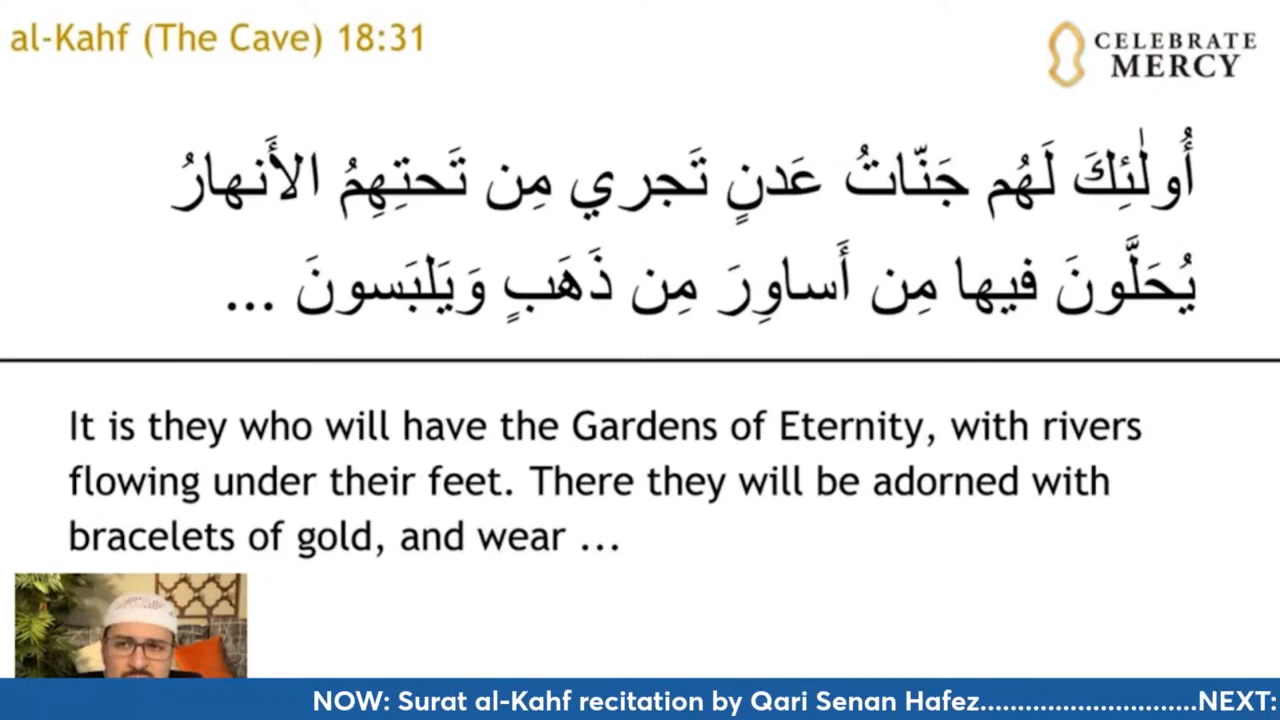 al-Kahf (The Cave) 18:31
CELEBRATE
MERCY
أُولٰئِكَ لَهُم جَنّاتُ عَدنٍ تَجري مِن تَحتِهِمُ الأَنهارُ
يُحَلَّونَ فيها مِن أَساوِرَ مِن ذَهَبٍ وَيَلبَسونَ ...
It is they who will have the Gardens of Eternity, with rivers
flowing under their feet. There they will be adorned with
bracelets of gold, and wear ...
NOW: Surat al-Kahf recitation by Qari Senan Hafez..............................NEXT: